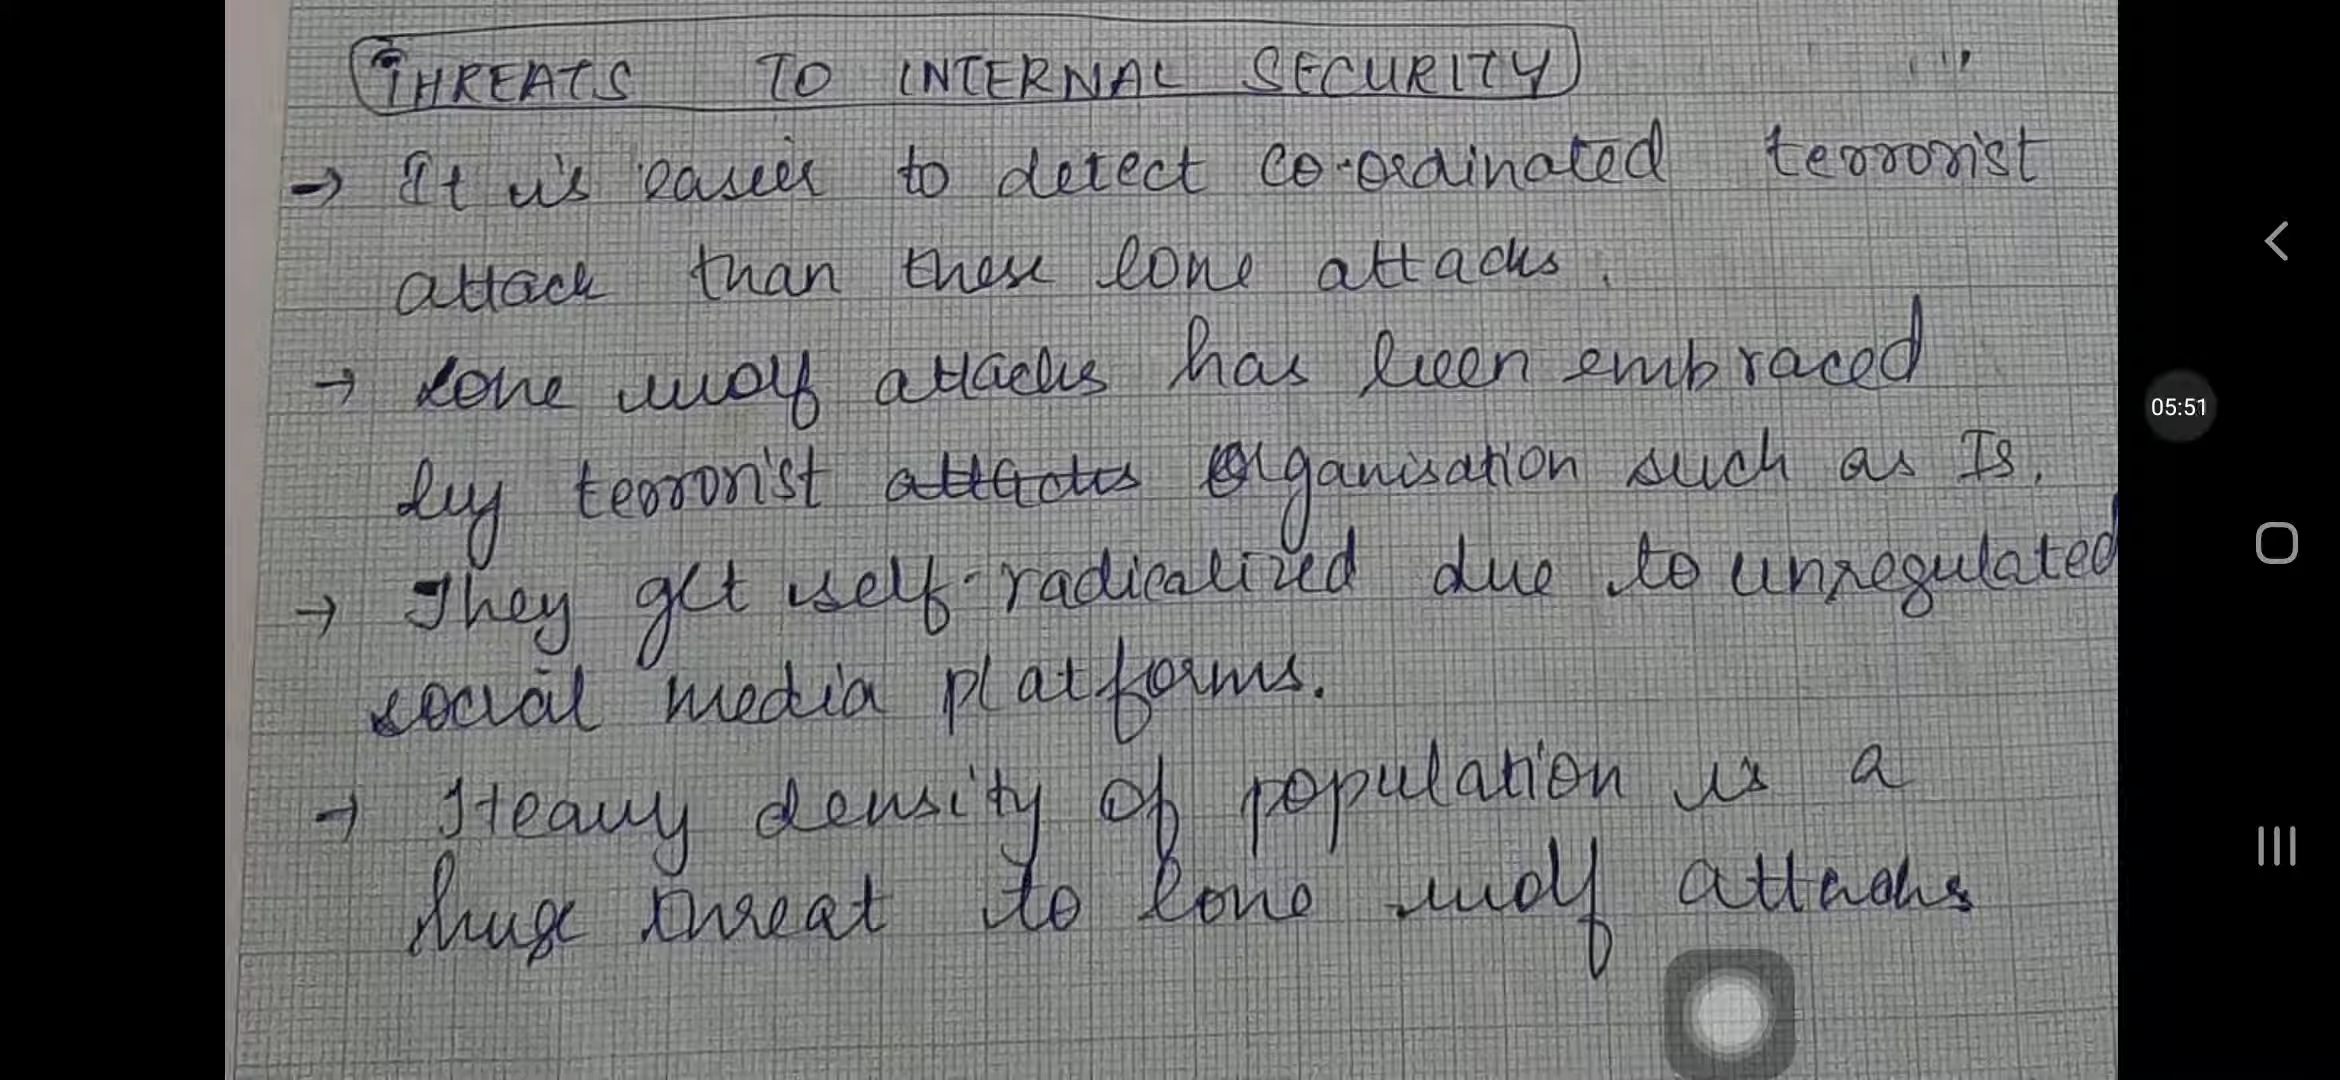 THREATS TO INTERNAL SECURITY
→ It is easier to detect co-ordinated terrorist
attack than these lone attacks.
→ Lone wolf attacks has been embraced
by terrorist attacks Organisation such as IS.
→ They get self-radicalized due to unregulated
social media platforms.
→ Heavy density of population is a
huge threat to lone wolf attacks
05:51